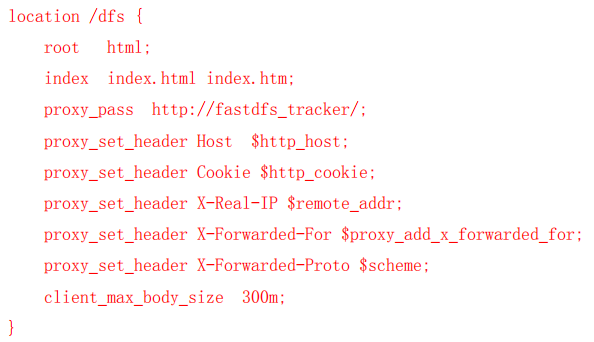 location /dfs {
    root   html;
    index  index.html index.htm;
    proxy_pass  http://fastdfs_tracker/;
    proxy_set_header Host  $http_host;
    proxy_set_header Cookie $http_cookie;
    proxy_set_header X-Real-IP $remote_addr;
    proxy_set_header X-Forwarded-For $proxy_add_x_forwarded_for;
    proxy_set_header X-Forwarded-Proto $scheme;
    client_max_body_size  300m;
}